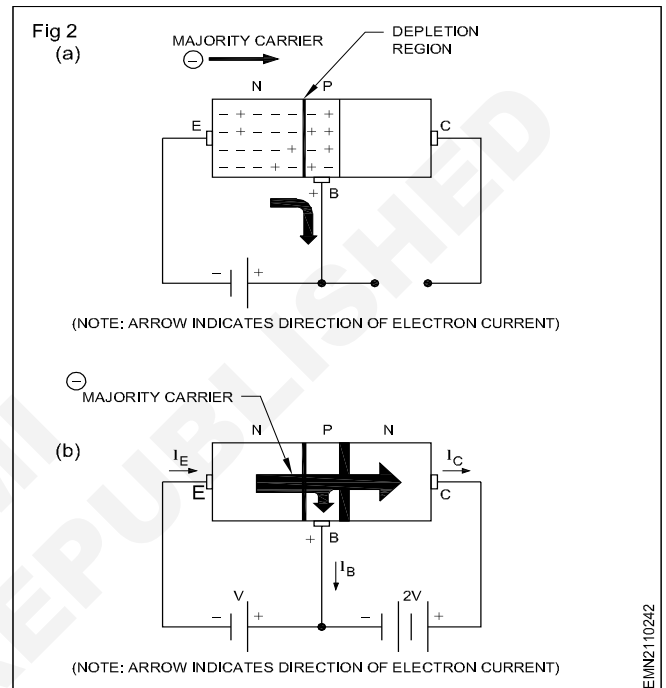 Fig 2
(a)
MAJORITY CARRIER
DEPLETION
REGION
N P
E
C
+ B
− +
(NOTE: ARROW INDICATES DIRECTION OF ELECTRON CURRENT)
MAJORITY CARRIER
(b)
N P N
IE
IC
E
C
+ B
IB
V
2V
− + − +
(NOTE: ARROW INDICATES DIRECTION OF ELECTRON CURRENT)
EMN2110242
REPUBLISHED